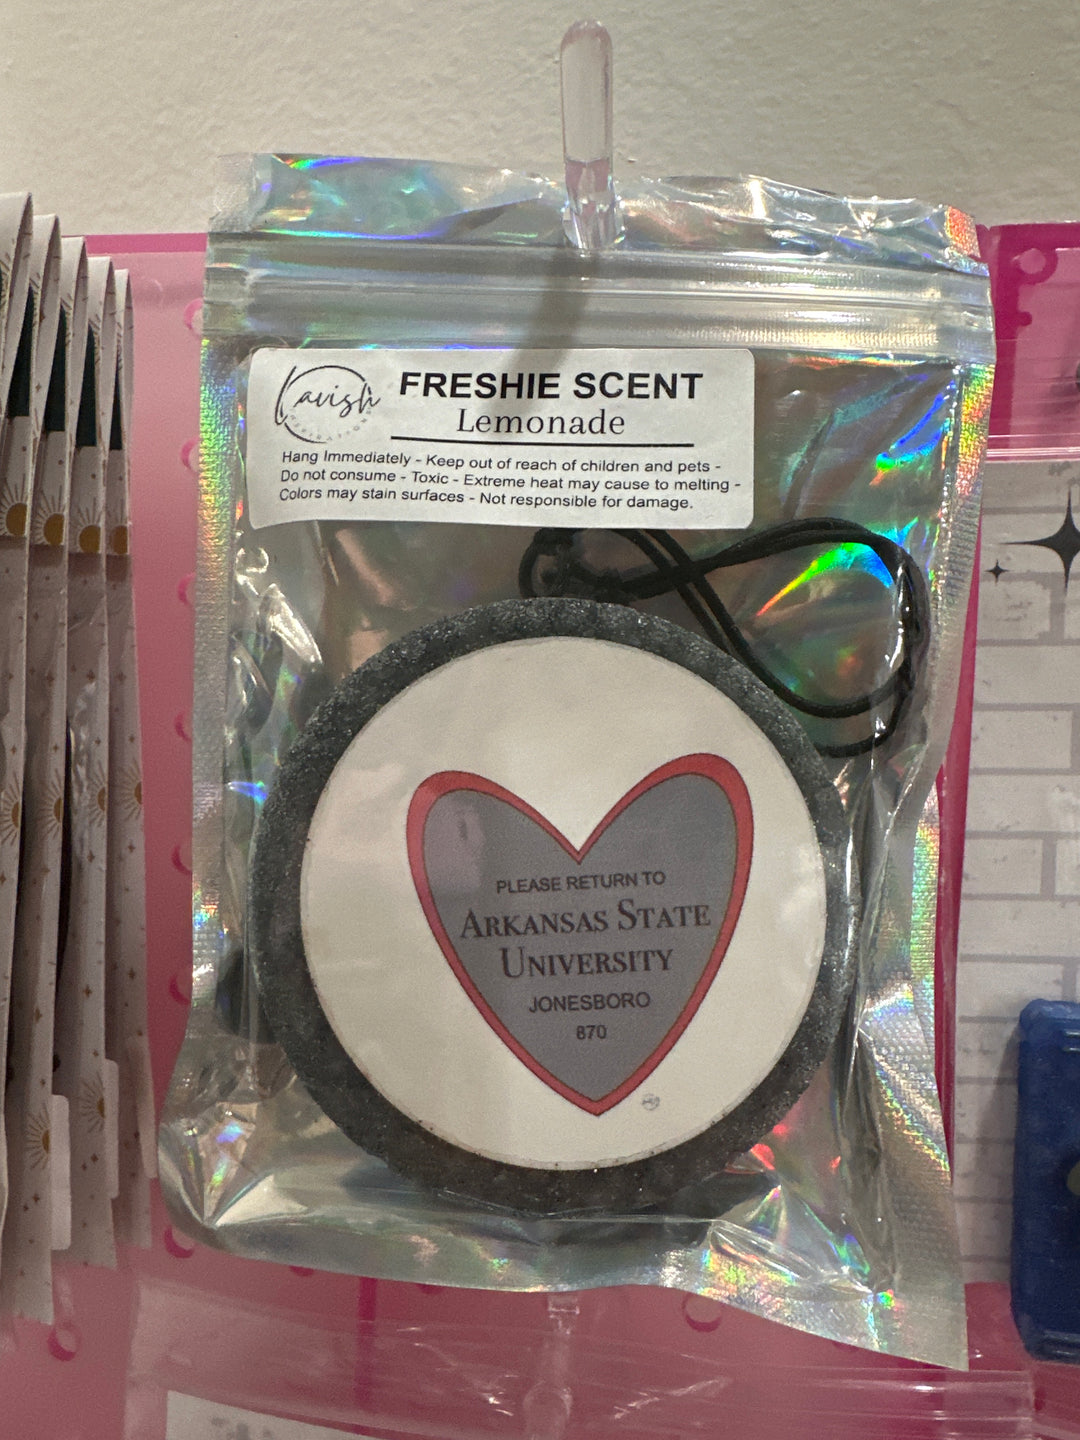 Lavish
FRESHIE SCENT
Lemonade
Hang Immediately - Keep out of reach of children and pets -
Do not consume - Toxic - Extreme heat may cause to melting -
Colors may stain surfaces - Not responsible for damage.
PLEASE RETURN TO
ARKANSAS STATE
UNIVERSITY
JONESBORO
870